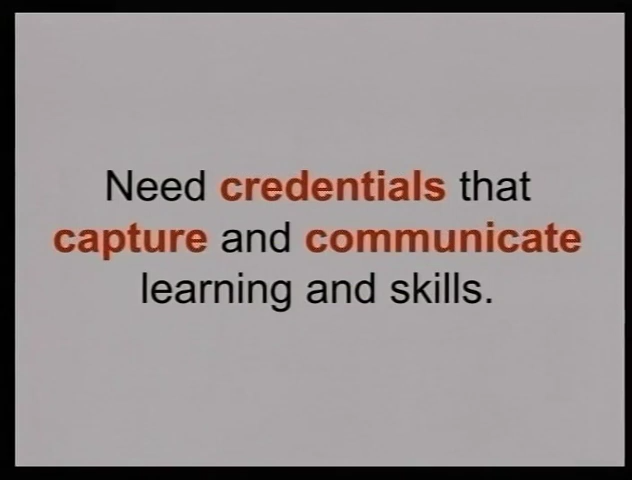 Need credentials that
capture and communicate
learning and skills.